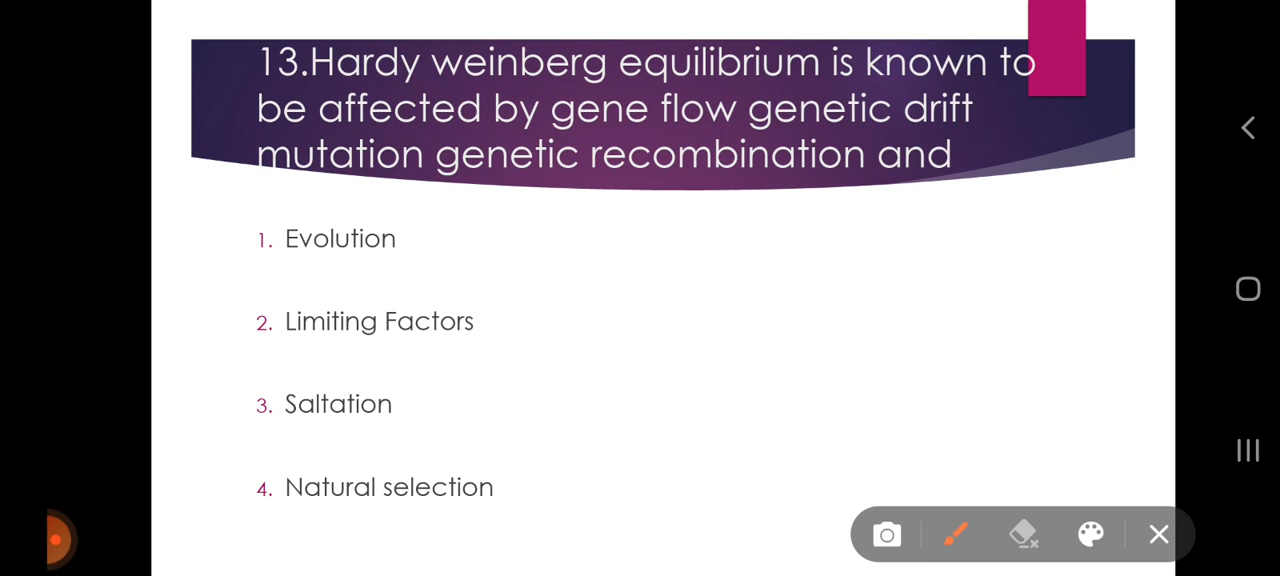 13.Hardy weinberg equilibrium is known to
be affected by gene flow genetic drift
mutation genetic recombination and
1. Evolution
2. Limiting Factors
3. Saltation
4. Natural selection